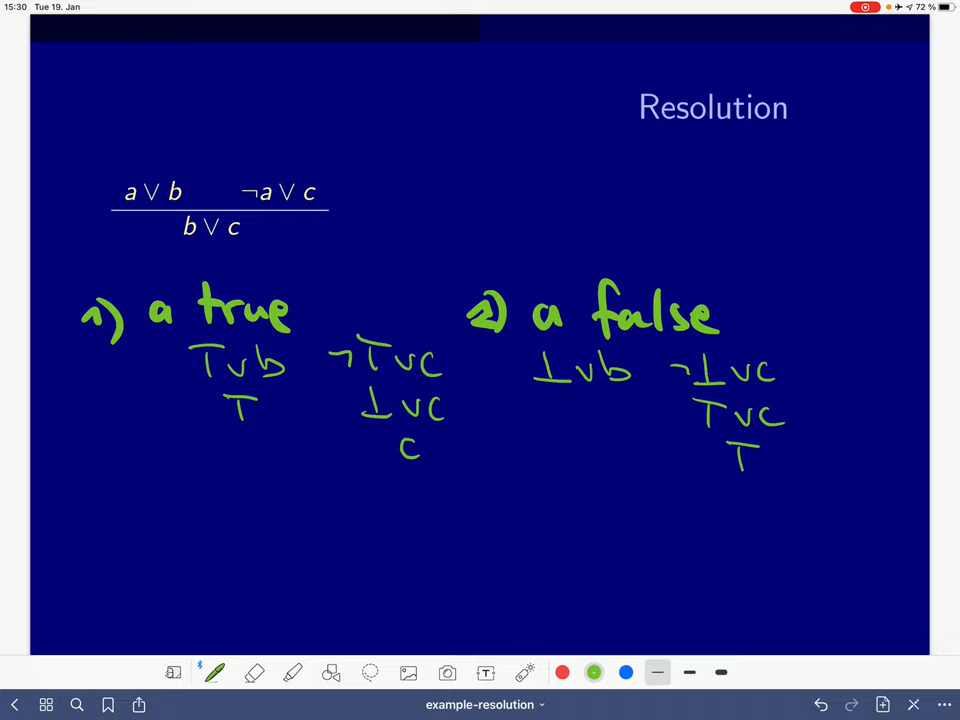 15:30 Tue 19. Jan 72 %
Resolution
a ∨ b ¬a ∨ c
b ∨ c
1) a true 2) a false
⊤ ∨ b ¬⊤ ∨ c ⊥ ∨ b ¬⊥ ∨ c
⊤ ⊥ ∨ c ⊤ ∨ c
c ⊤
T
example-resolution